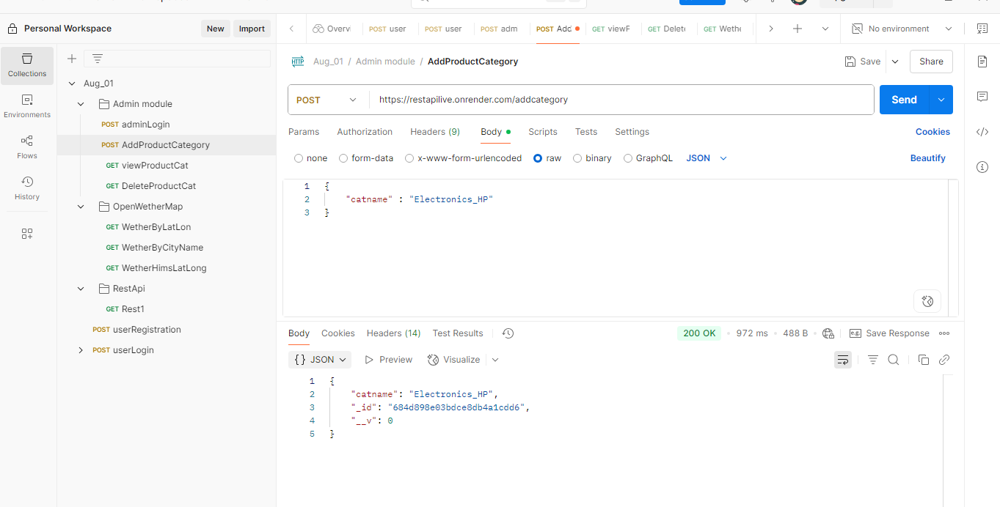 Personal Workspace New Import
Overvi POST user POST user POST adm POST Add GET viewF GET Delet GET Wethe No environment
Collections
Environments
Flows
History
Aug_01
Admin module
POST adminLogin
POST AddProductCategory
GET viewProductCat
GET DeleteProductCat
OpenWetherMap
GET WetherByLatLon
GET WetherByCityName
GET WetherHimsLatLong
RestApi
GET Rest1
POST userRegistration
POST userLogin
HTTP Aug_01 / Admin module / AddProductCategory Save Share
POST https://restapilive.onrender.com/addcategory Send
Params Authorization Headers (9) Body Scripts Tests Settings Cookies
none form-data x-www-form-urlencoded raw binary GraphQL JSON Beautify
1 {
2 "catname" : "Electronics_HP"
3 }
Body Cookies Headers (14) Test Results 200 OK 972 ms 488 B e.g. Save Response
{} JSON Preview Visualize
1 {
2 "catname": "Electronics_HP",
3 "_id": "684d898e03bdce8db4a1cdd6",
4 "__v": 0
5 }